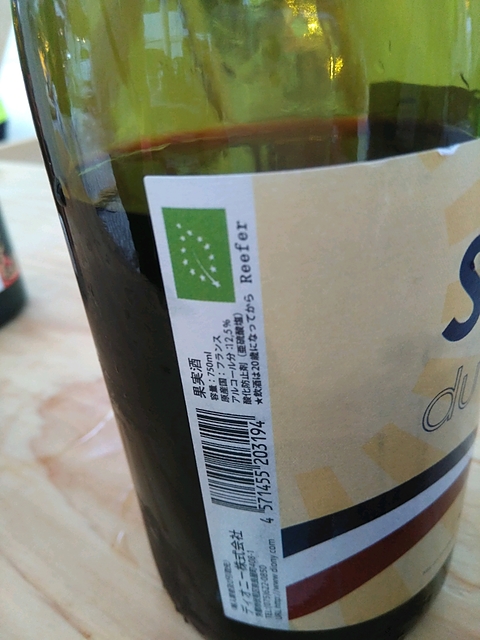 Reefer
果実酒
容量：750ml
原産国：フランス
アルコール分：12.5%
酸化防止剤（亜硫酸塩）
★飲酒は20歳になってから
4 571455 203194
ディオニー株式会社
http://www.diony.com
S
du